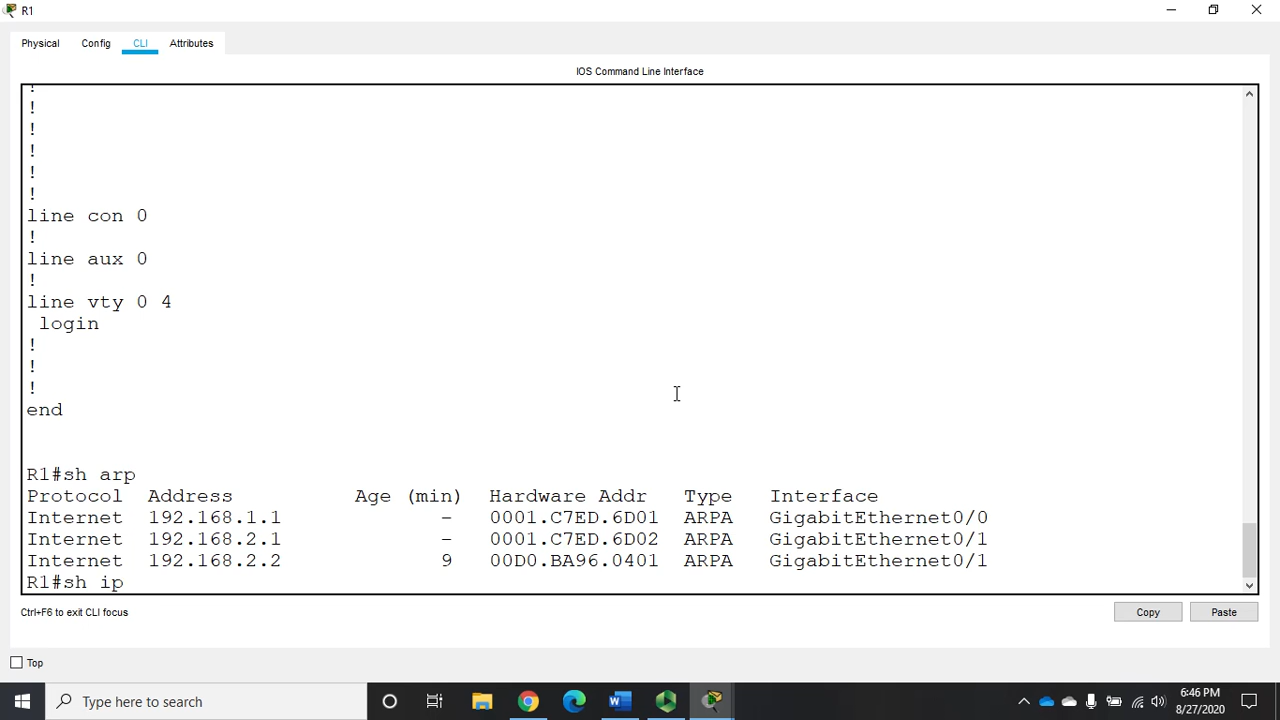 R1
Physical Config CLI Attributes
IOS Command Line Interface
!
!
!
!
!
!
line con 0
!
line aux 0
!
line vty 0 4
 login
!
!
!
end
R1#sh arp
Protocol  Address          Age (min)  Hardware Addr   Type   Interface
Internet  192.168.1.1             -   0001.C7ED.6D01  ARPA   GigabitEthernet0/0
Internet  192.168.2.1             -   0001.C7ED.6D02  ARPA   GigabitEthernet0/1
Internet  192.168.2.2             9   00D0.BA96.0401  ARPA   GigabitEthernet0/1
R1#sh ip
Ctrl+F6 to exit CLI focus
Copy Paste
Top
Type here to search
6:46 PM
8/27/2020